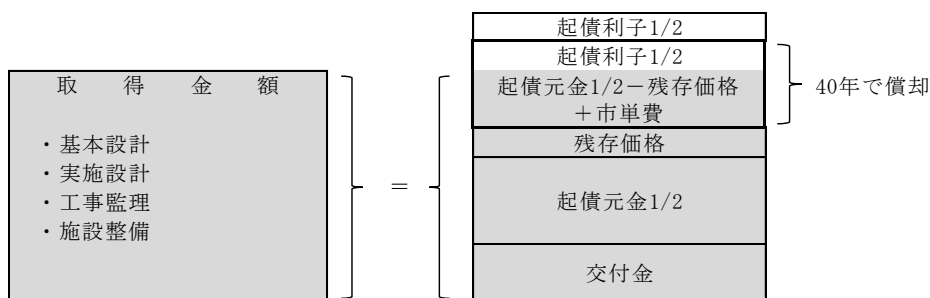 取得金額
・基本設計
・実施設計
・工事監理
・施設整備
＝
起債利子1/2
起債利子1/2
起債元金1/2－残存価格
＋市単費
残存価格
起債元金1/2
交付金
40年で償却